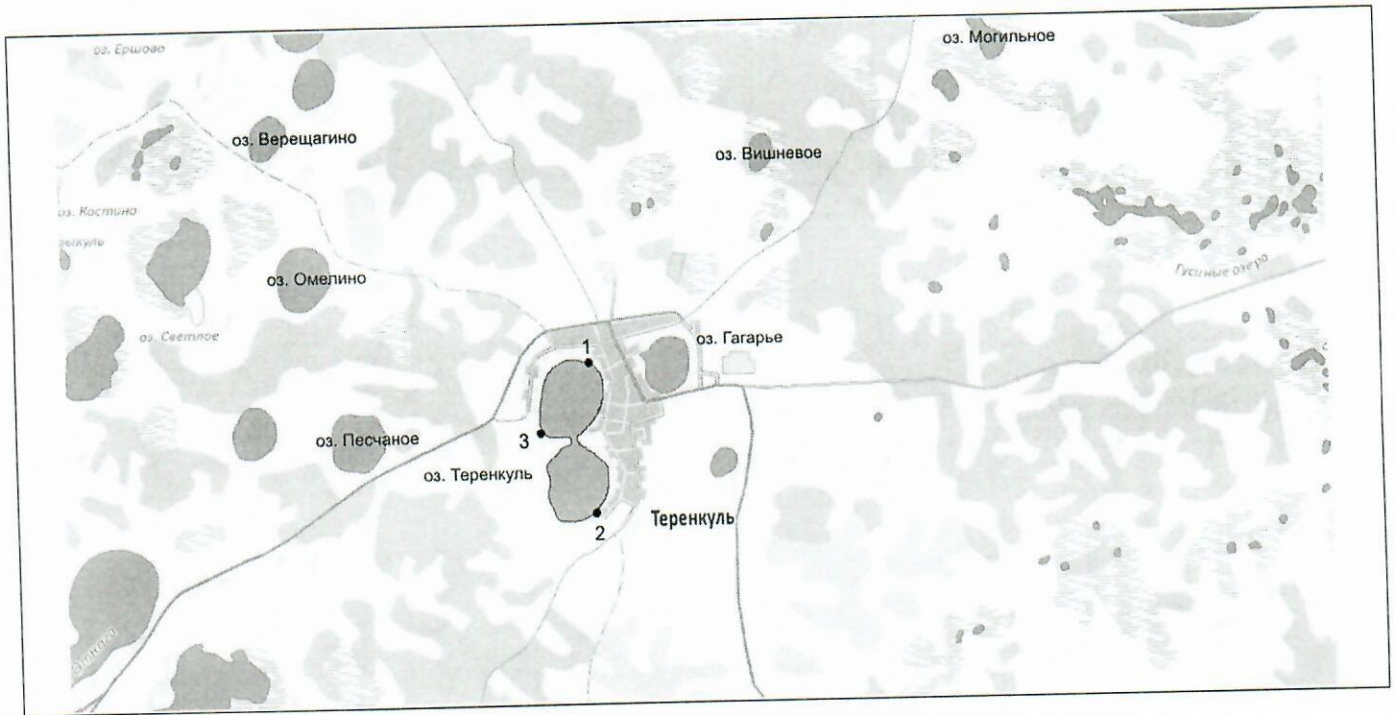 оз. Ершово
оз. Могильное
оз. Верещагино
оз. Вишневое
оз. Костино
оз. Омелино
Гусиные озера
оз. Светлое
оз. Гагарье
1
3
оз. Песчаное
оз. Теренкуль
2
Теренкуль